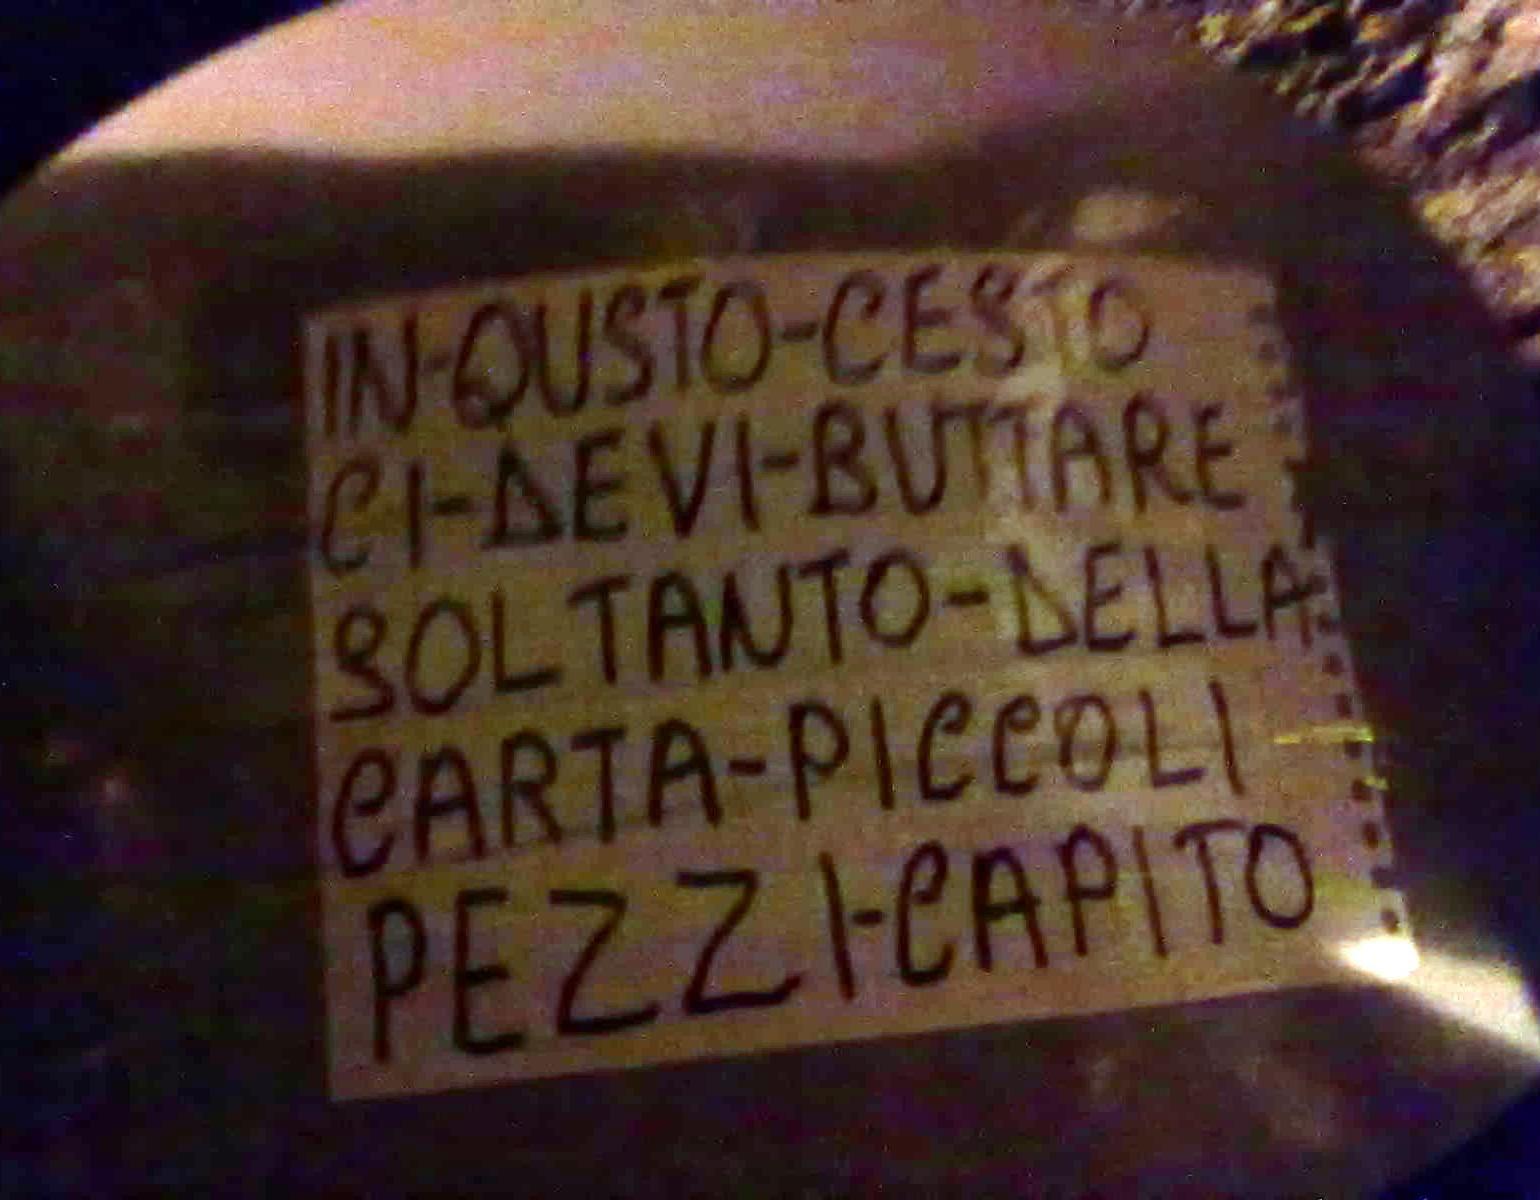 IN-QUSTO-CESTO
CI-DEVI-BUTTARE
SOLTANTO-DELLA
CARTA-PICCOLI
PEZZI-CAPITO